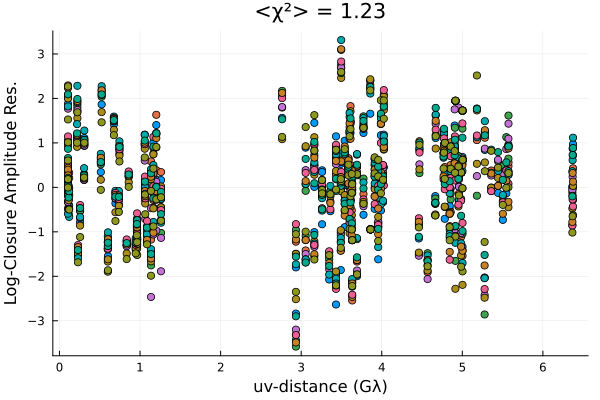 <χ²> = 1.23
Log-Closure Amplitude Res.
3
2
1
0
−1
−2
−3
0 1 2 3 4 5 6
uv-distance (Gλ)